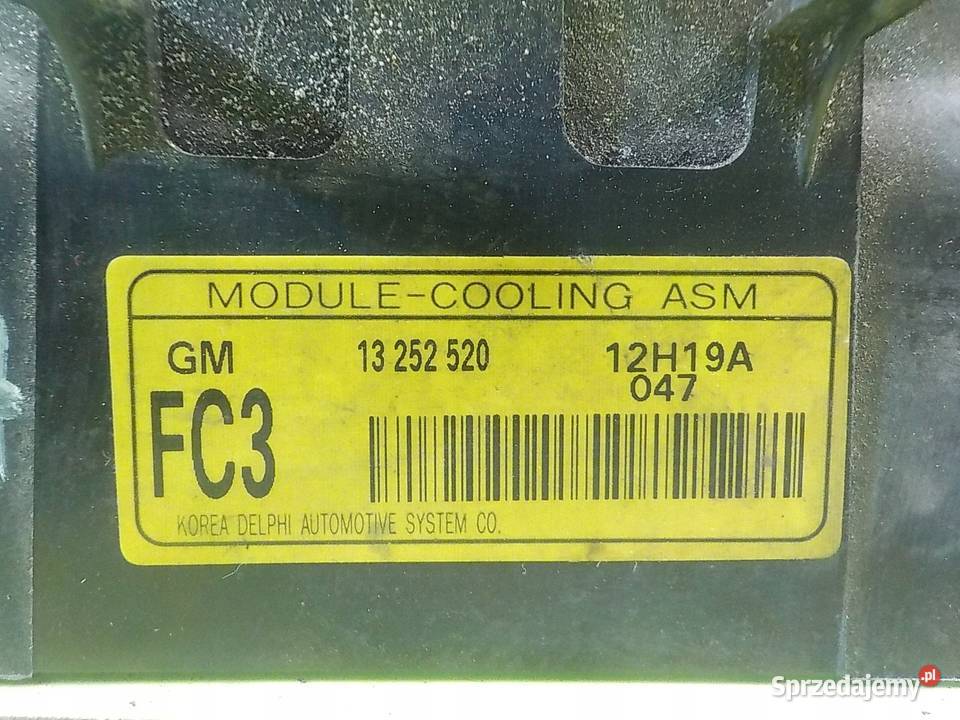 MODULE-COOLING ASM
GM 13 252 520 12H19A
047
FC3
KOREA DELPHI AUTOMOTIVE SYSTEM CO.
Sprzedajemy.pl